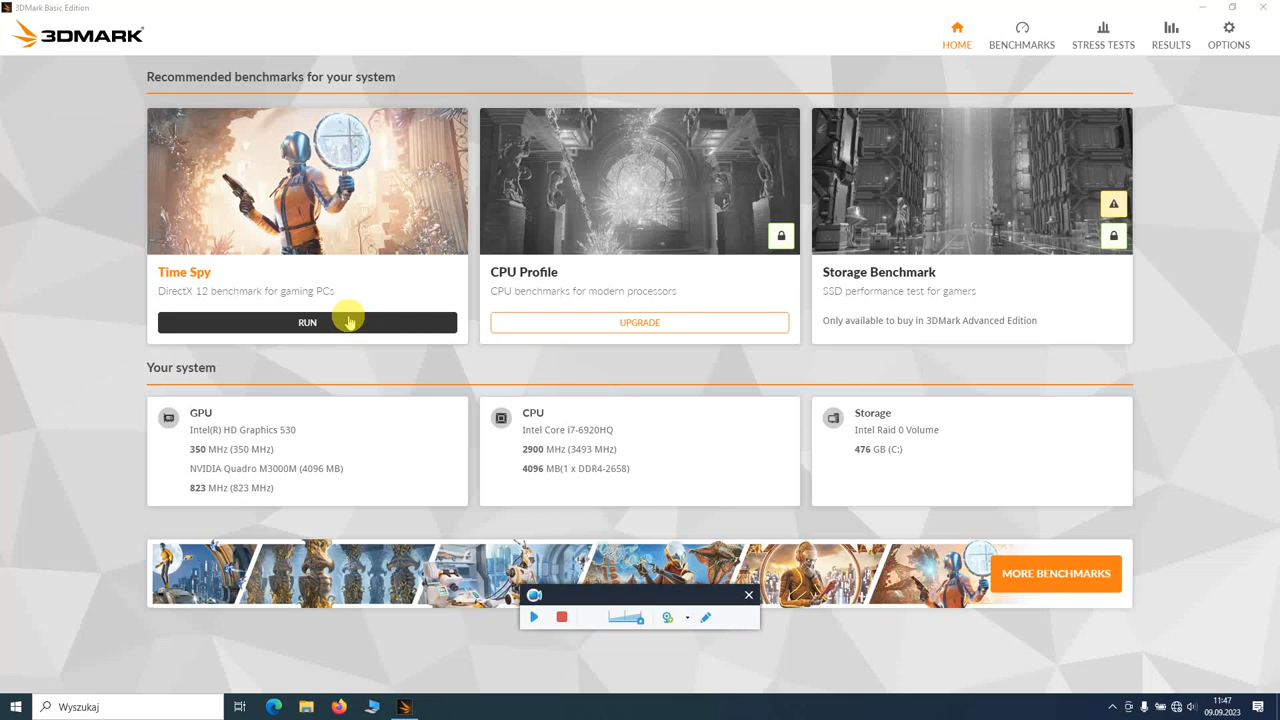 3DMark Basic Edition
3DMARK
HOME
BENCHMARKS
STRESS TESTS
RESULTS
OPTIONS
Recommended benchmarks for your system
Time Spy
DirectX 12 benchmark for gaming PCs
RUN
CPU Profile
CPU benchmarks for modern processors
UPGRADE
Storage Benchmark
SSD performance test for gamers
Only available to buy in 3DMark Advanced Edition
Your system
GPU
Intel(R) HD Graphics 530
350 MHz (350 MHz)
NVIDIA Quadro M3000M (4096 MB)
823 MHz (823 MHz)
CPU
Intel Core i7-6920HQ
2900 MHz (3493 MHz)
4096 MB(1 x DDR4-2658)
Storage
Intel Raid 0 Volume
476 GB (C:)
MORE BENCHMARKS
Wyszukaj
11:47
09.09.2023